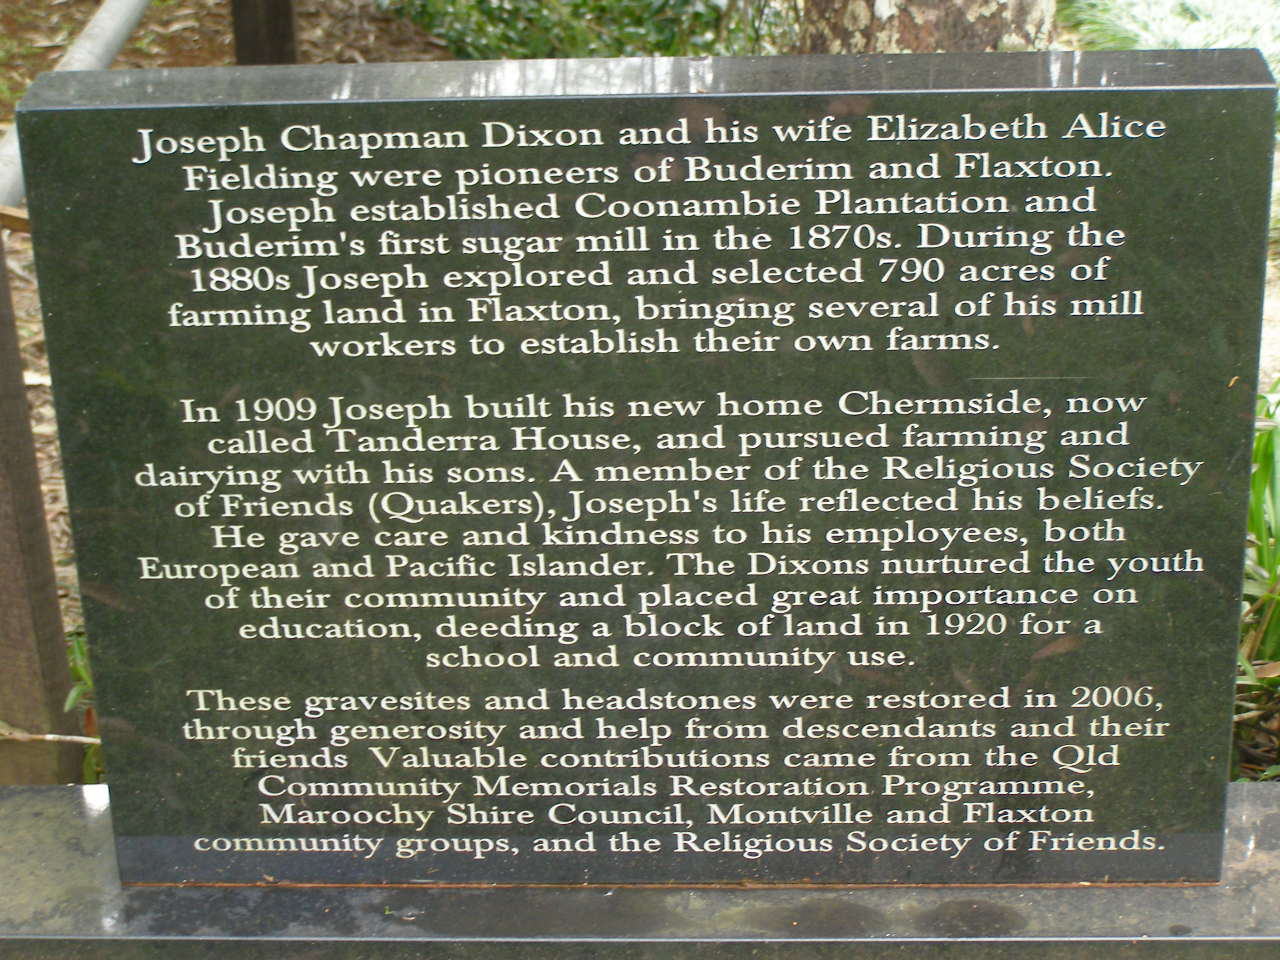 Joseph Chapman Dixon and his wife Elizabeth Alice
Fielding were pioneers of Buderim and Flaxton.
Joseph established Coonambie Plantation and
Buderim's first sugar mill in the 1870s. During the
1880s Joseph explored and selected 790 acres of
farming land in Flaxton, bringing several of his mill
workers to establish their own farms.
In 1909 Joseph built his new home Chermside, now
called Tanderra House, and pursued farming and
dairying with his sons. A member of the Religious Society
of Friends (Quakers), Joseph's life reflected his beliefs.
He gave care and kindness to his employees, both
European and Pacific Islander. The Dixons nurtured the youth
of their community and placed great importance on
education, deeding a block of land in 1920 for a
school and community use.
These gravesites and headstones were restored in 2006,
through generosity and help from descendants and their
friends Valuable contributions came from the Qld
Community Memorials Restoration Programme,
Maroochy Shire Council, Montville and Flaxton
community groups, and the Religious Society of Friends.